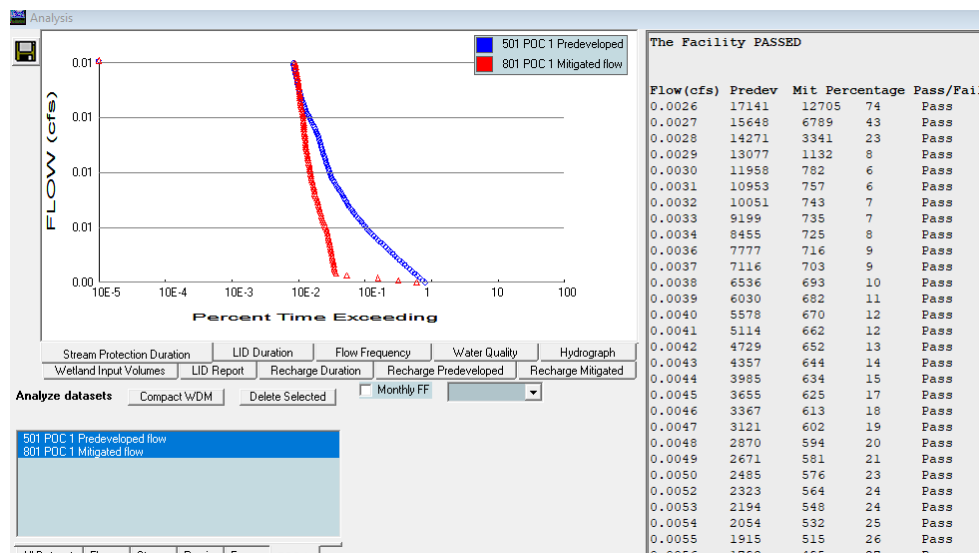 Analysis
501 POC 1 Predeveloped
801 POC 1 Mitigated flow
FLOW (cfs)
0.01
0.01
0.01
0.01
0.00
10E-5 10E-4 10E-3 10E-2 10E-1 1 10 100
Percent Time Exceeding
Stream Protection Duration LID Duration Flow Frequency Water Quality Hydrograph
Wetland Input Volumes LID Report Recharge Duration Recharge Predeveloped Recharge Mitigated
Analyze datasets Compact WDM Delete Selected Monthly FF
501 POC 1 Predeveloped flow
801 POC 1 Mitigated flow
The Facility PASSED
Flow(cfs) Predev Mit Percentage Pass/Fail
0.0026 17141 12705 74 Pass
0.0027 15648 6789 43 Pass
0.0028 14271 3341 23 Pass
0.0029 13077 1132 8 Pass
0.0030 11958 782 6 Pass
0.0031 10953 757 6 Pass
0.0032 10051 743 7 Pass
0.0033 9199 735 7 Pass
0.0034 8455 725 8 Pass
0.0036 7777 716 9 Pass
0.0037 7116 703 9 Pass
0.0038 6536 693 10 Pass
0.0039 6030 682 11 Pass
0.0040 5578 670 12 Pass
0.0041 5114 662 12 Pass
0.0042 4729 652 13 Pass
0.0043 4357 644 14 Pass
0.0044 3985 634 15 Pass
0.0045 3655 625 17 Pass
0.0046 3367 613 18 Pass
0.0047 3121 602 19 Pass
0.0048 2870 594 20 Pass
0.0049 2671 581 21 Pass
0.0050 2485 576 23 Pass
0.0052 2323 564 24 Pass
0.0053 2194 548 24 Pass
0.0054 2054 532 25 Pass
0.0055 1915 515 26 Pass